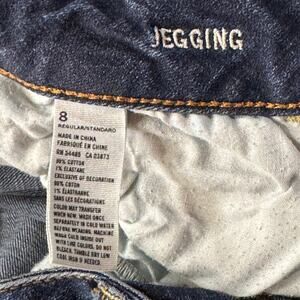 JEGGING
8
REGULAR/STANDARD
MADE IN CHINA
FABRIQUÉ EN CHINE
RN 54485 CA 03873
99% COTTON
1% ELASTANE
EXCLUSIVE OF DECORATION
99% COTON
1% ÉLASTHANNE
SANS LES DÉCORATIONS
COLOR MAY TRANSFER
WHEN NEW. WASH ONCE
SEPARATELY IN COLD WATER
BEFORE WEARING. MACHINE
WASH COLD INSIDE OUT
WITH LIKE COLORS. DO NOT
BLEACH. TUMBLE DRY LOW
COOL IRON IF NEEDED